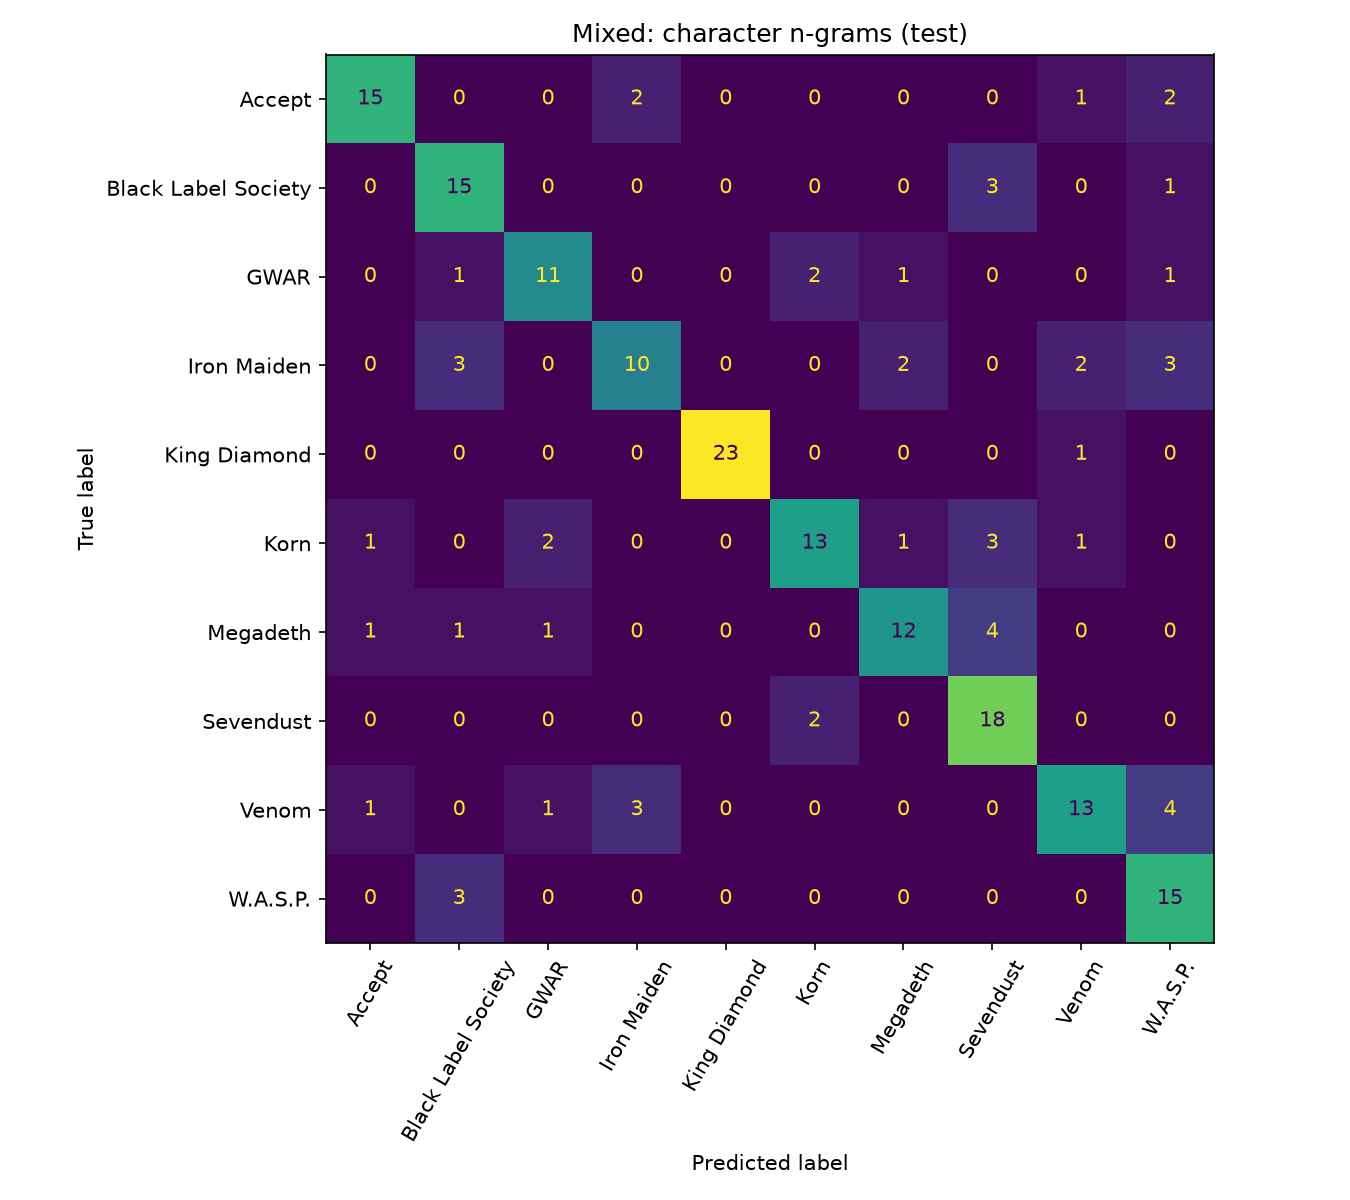 Mixed: character n-grams (test)
True label
Accept 15 0 0 2 0 0 0 0 1 2
Black Label Society 0 15 0 0 0 0 0 3 0 1
GWAR 0 1 11 0 0 2 1 0 0 1
Iron Maiden 0 3 0 10 0 0 2 0 2 3
King Diamond 0 0 0 0 23 0 0 0 1 0
Korn 1 0 2 0 0 13 1 3 1 0
Megadeth 1 1 1 0 0 0 12 4 0 0
Sevendust 0 0 0 0 0 2 0 18 0 0
Venom 1 0 1 3 0 0 0 0 13 4
W.A.S.P. 0 3 0 0 0 0 0 0 0 15
Accept
Black Label Society
GWAR
Iron Maiden
King Diamond
Korn
Megadeth
Sevendust
Venom
W.A.S.P.
Predicted label